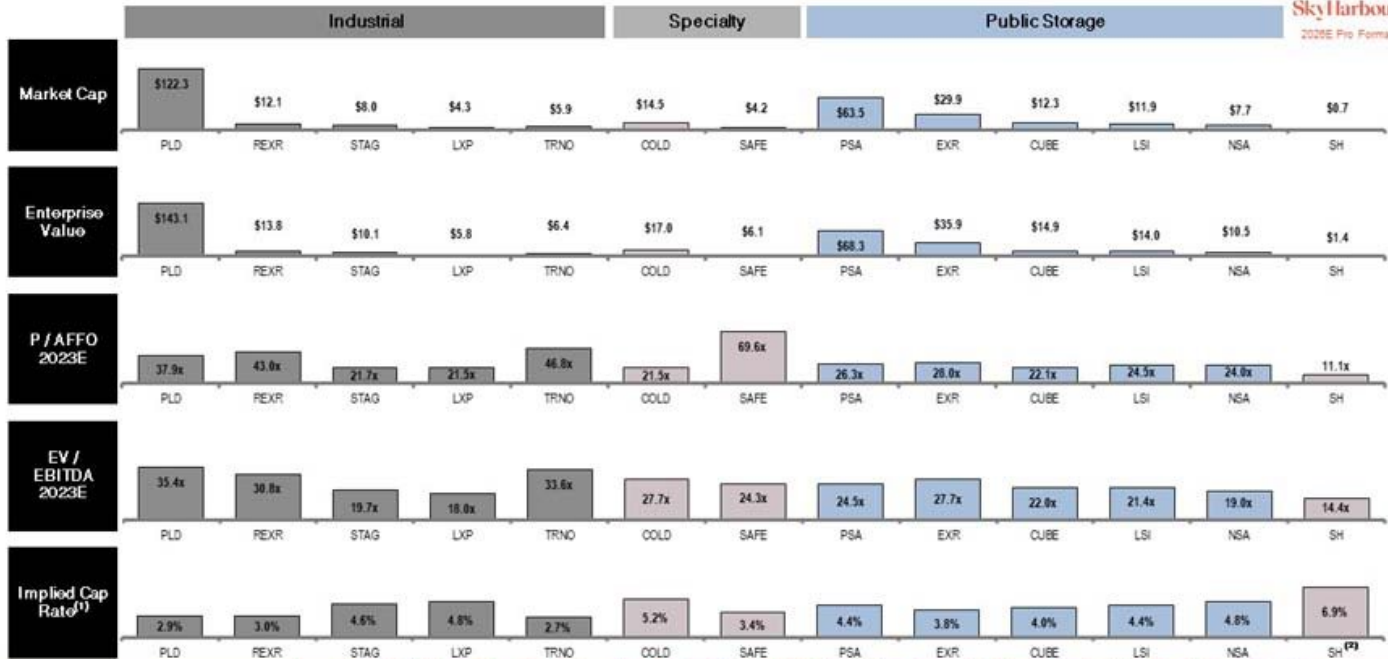 Industrial Specialty Public Storage SkyHarbou
2026E Pro Forma
Market Cap
$122.3 $12.1 $8.0 $4.3 $5.9 $14.5 $4.2 $63.5 $29.9 $12.3 $11.9 $7.7 $0.7
PLD REXR STAG LXP TRNO COLD SAFE PSA EXR CUBE LSI NSA SH
Enterprise
Value
$143.1 $13.8 $10.1 $5.8 $6.4 $17.0 $6.1 $68.3 $35.9 $14.9 $14.0 $10.5 $1.4
PLD REXR STAG LXP TRNO COLD SAFE PSA EXR CUBE LSI NSA SH
P / AFFO
2023E
37.9x 43.0x 21.7x 21.5x 46.8x 21.5x 69.6x 26.3x 28.0x 22.1x 24.5x 24.0x 11.1x
PLD REXR STAG LXP TRNO COLD SAFE PSA EXR CUBE LSI NSA SH
EV /
EBITDA
2023E
35.4x 30.8x 19.7x 18.0x 33.6x 27.7x 24.3x 24.5x 27.7x 22.0x 21.4x 19.0x 14.4x
PLD REXR STAG LXP TRNO COLD SAFE PSA EXR CUBE LSI NSA SH
Implied Cap
Rate(1)
2.9% 3.0% 4.6% 4.8% 2.7% 5.2% 3.4% 4.4% 3.8% 4.0% 4.4% 4.8% 6.9%
PLD REXR STAG LXP TRNO COLD SAFE PSA EXR CUBE LSI NSA SH(2)